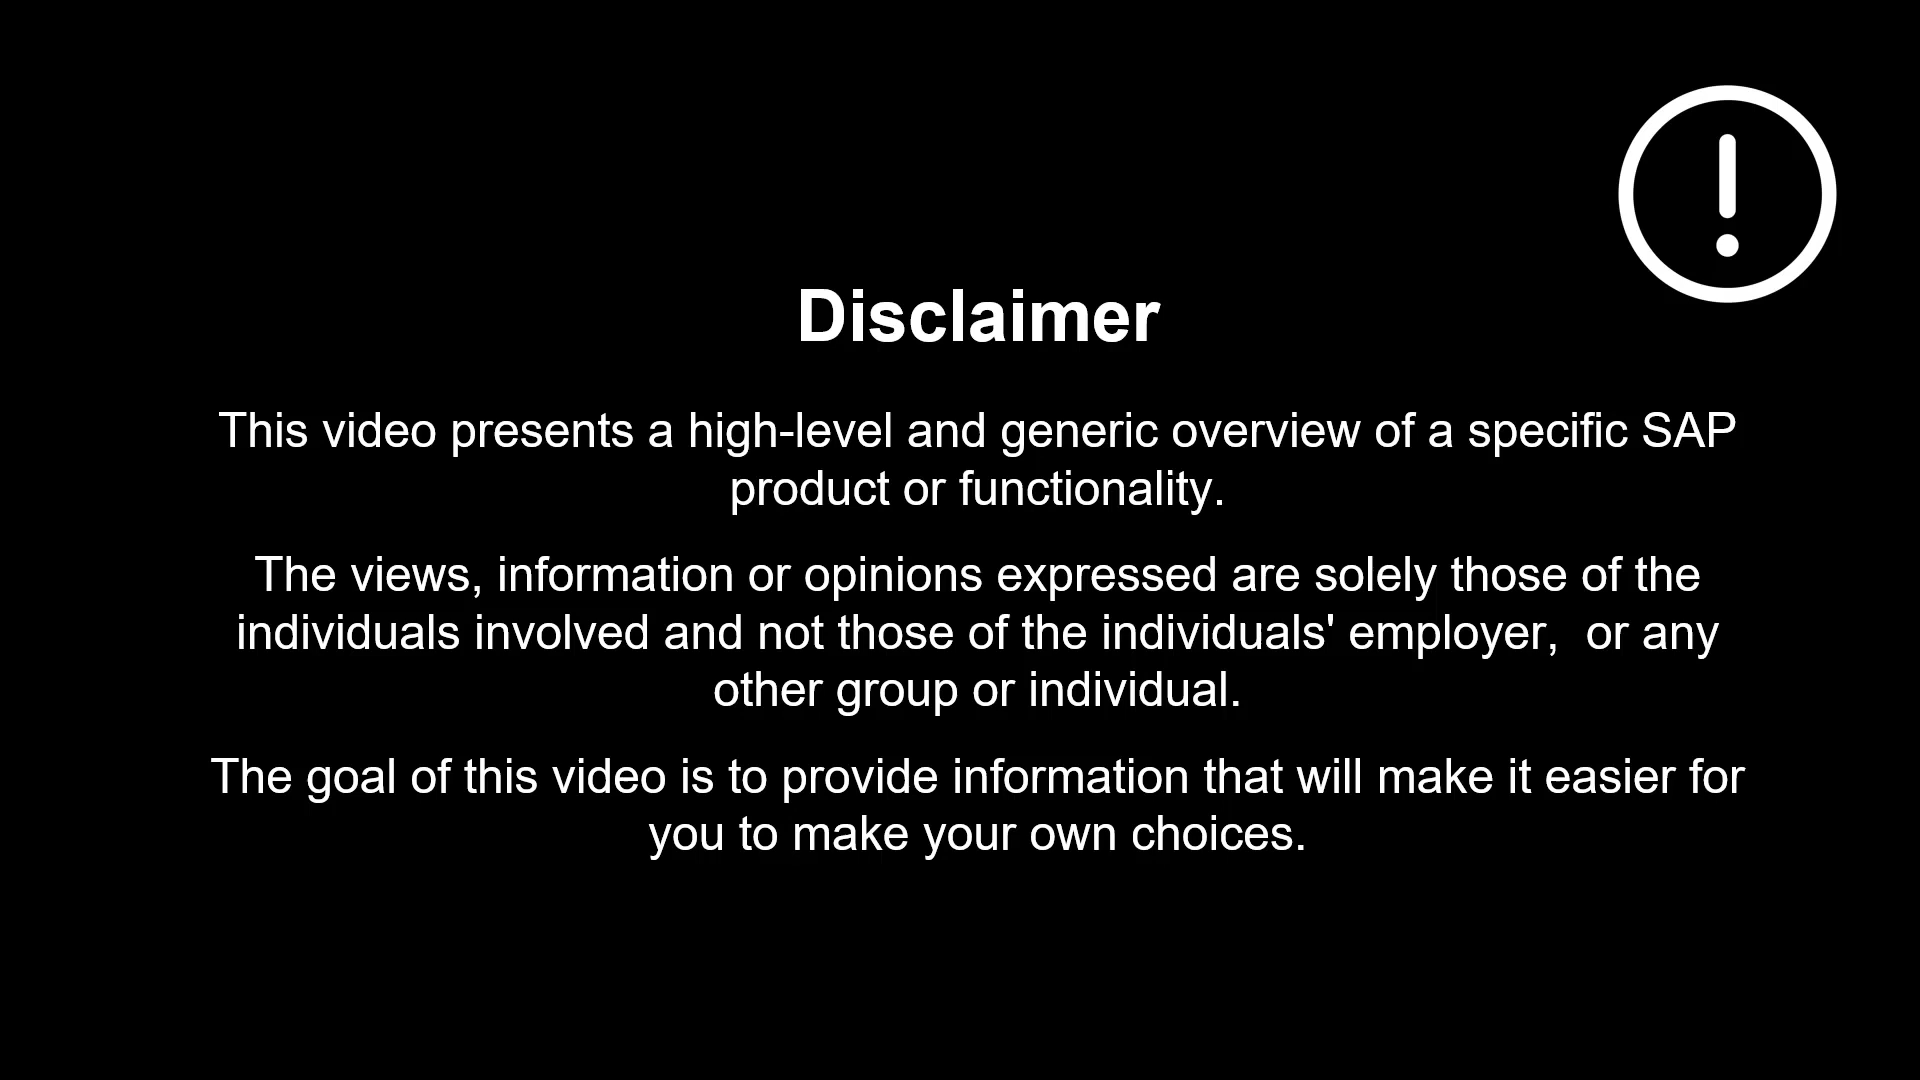 Disclaimer
This video presents a high-level and generic overview of a specific SAP
product or functionality.
The views, information or opinions expressed are solely those of the
individuals involved and not those of the individuals' employer,  or any
other group or individual.
The goal of this video is to provide information that will make it easier for
you to make your own choices.